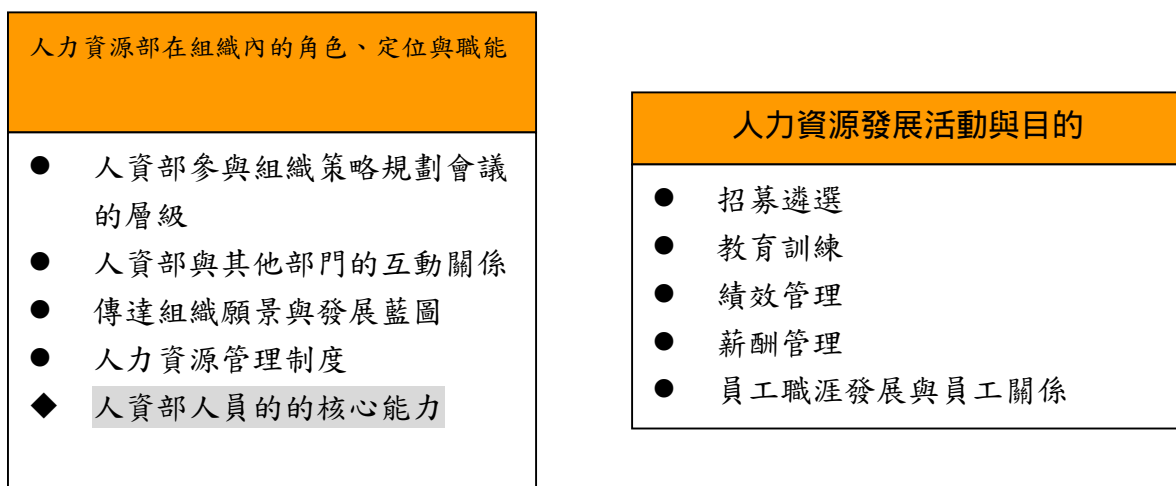 人力資源部在組織內的角色、定位與職能
● 人資部參與組織策略規劃會議
的層級
● 人資部與其他部門的互動關係
● 傳達組織願景與發展藍圖
● 人力資源管理制度
◆ 人資部人員的的核心能力
人力資源發展活動與目的
● 招募遴選
● 教育訓練
● 績效管理
● 薪酬管理
● 員工職涯發展與員工關係